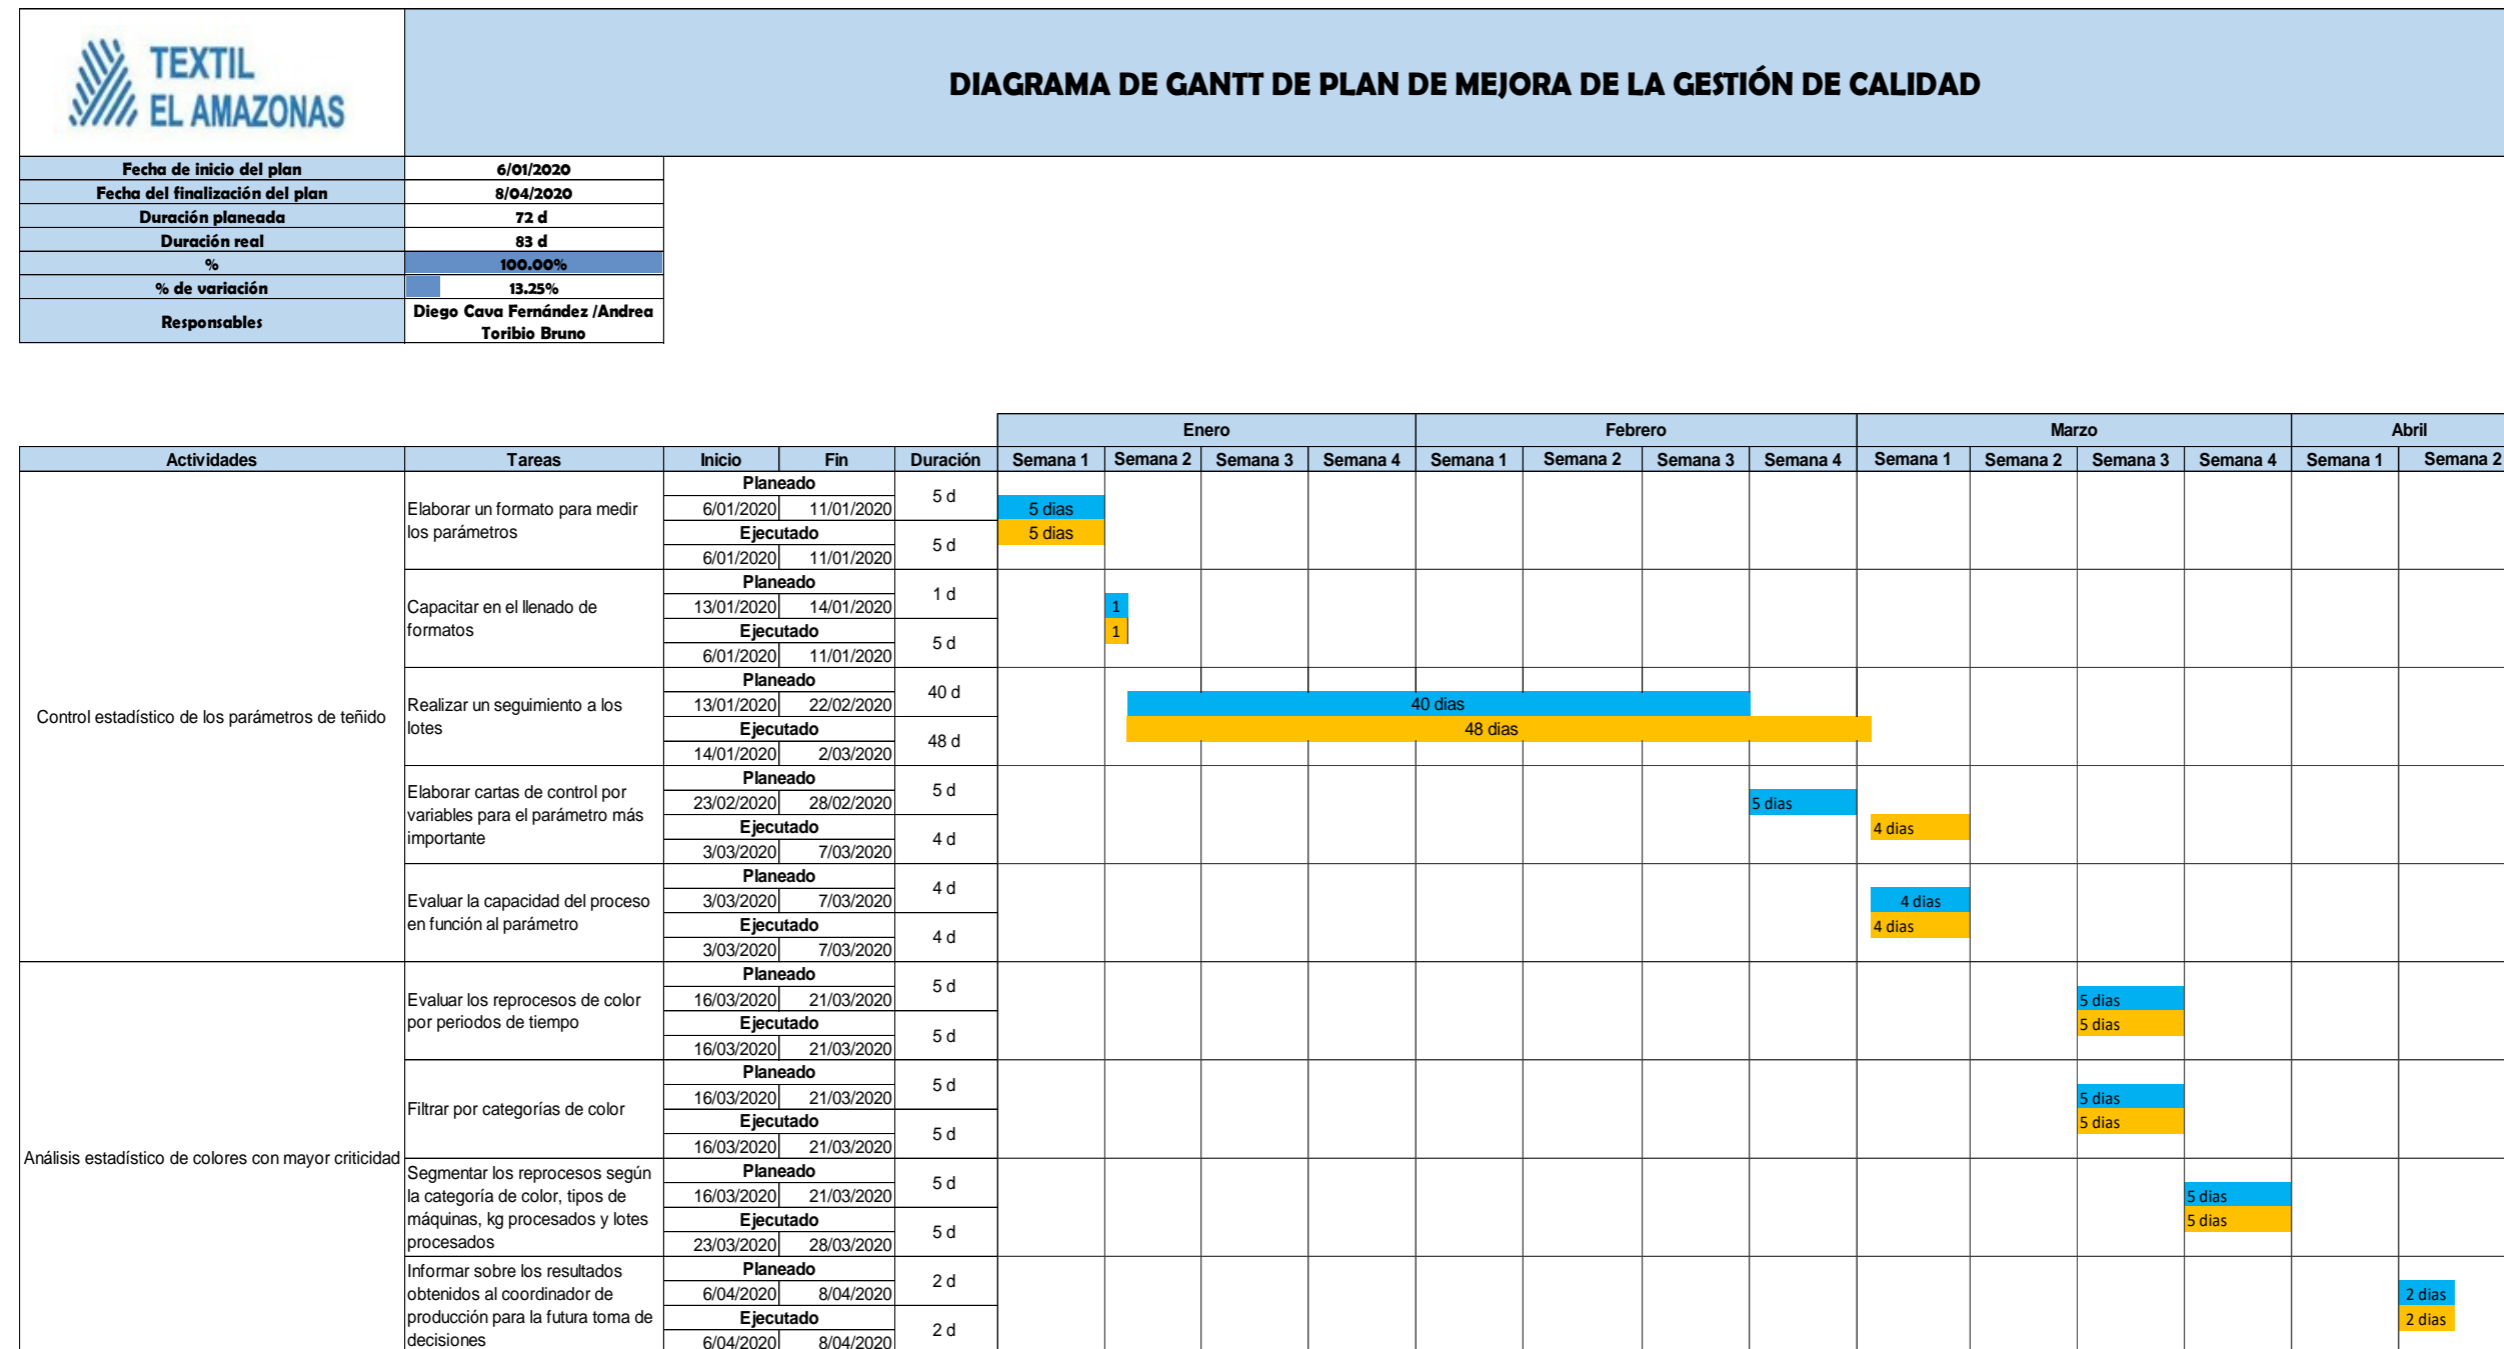 TEXTIL
EL AMAZONAS
DIAGRAMA DE GANTT DE PLAN DE MEJORA DE LA GESTIÓN DE CALIDAD
Fecha de inicio del plan 6/01/2020
Fecha del finalización del plan 8/04/2020
Duración planeada 72 d
Duración real 83 d
% 100.00%
% de variación 13.25%
Responsables Diego Cava Fernández /Andrea
Toribio Bruno
Enero Febrero Marzo Abril
Actividades Tareas Inicio Fin Duración Semana 1 Semana 2 Semana 3 Semana 4 Semana 1 Semana 2 Semana 3 Semana 4 Semana 1 Semana 2 Semana 3 Semana 4 Semana 1 Semana 2
Control estadístico de los parámetros de teñido
Elaborar un formato para medir
los parámetros
Planeado
6/01/2020 11/01/2020 5 d 5 dias
Ejecutado
6/01/2020 11/01/2020 5 d 5 dias
Capacitar en el llenado de
formatos
Planeado
13/01/2020 14/01/2020 1 d 1
Ejecutado
6/01/2020 11/01/2020 5 d 1
Realizar un seguimiento a los
lotes
Planeado
13/01/2020 22/02/2020 40 d 40 dias
Ejecutado
14/01/2020 2/03/2020 48 d 48 dias
Elaborar cartas de control por
variables para el parámetro más
importante
Planeado
23/02/2020 28/02/2020 5 d 5 dias
Ejecutado
3/03/2020 7/03/2020 4 d 4 dias
Evaluar la capacidad del proceso
en función al parámetro
Planeado
3/03/2020 7/03/2020 4 d 4 dias
Ejecutado
3/03/2020 7/03/2020 4 d 4 dias
Análisis estadístico de colores con mayor criticidad
Evaluar los reprocesos de color
por periodos de tiempo
Planeado
16/03/2020 21/03/2020 5 d 5 dias
Ejecutado
16/03/2020 21/03/2020 5 d 5 dias
Filtrar por categorías de color
Planeado
16/03/2020 21/03/2020 5 d 5 dias
Ejecutado
16/03/2020 21/03/2020 5 d 5 dias
Segmentar los reprocesos según
la categoría de color, tipos de
máquinas, kg procesados y lotes
procesados
Planeado
16/03/2020 21/03/2020 5 d 5 dias
Ejecutado
23/03/2020 28/03/2020 5 d 5 dias
Informar sobre los resultados
obtenidos al coordinador de
producción para la futura toma de
decisiones
Planeado
6/04/2020 8/04/2020 2 d 2 dias
Ejecutado
6/04/2020 8/04/2020 2 d 2 dias